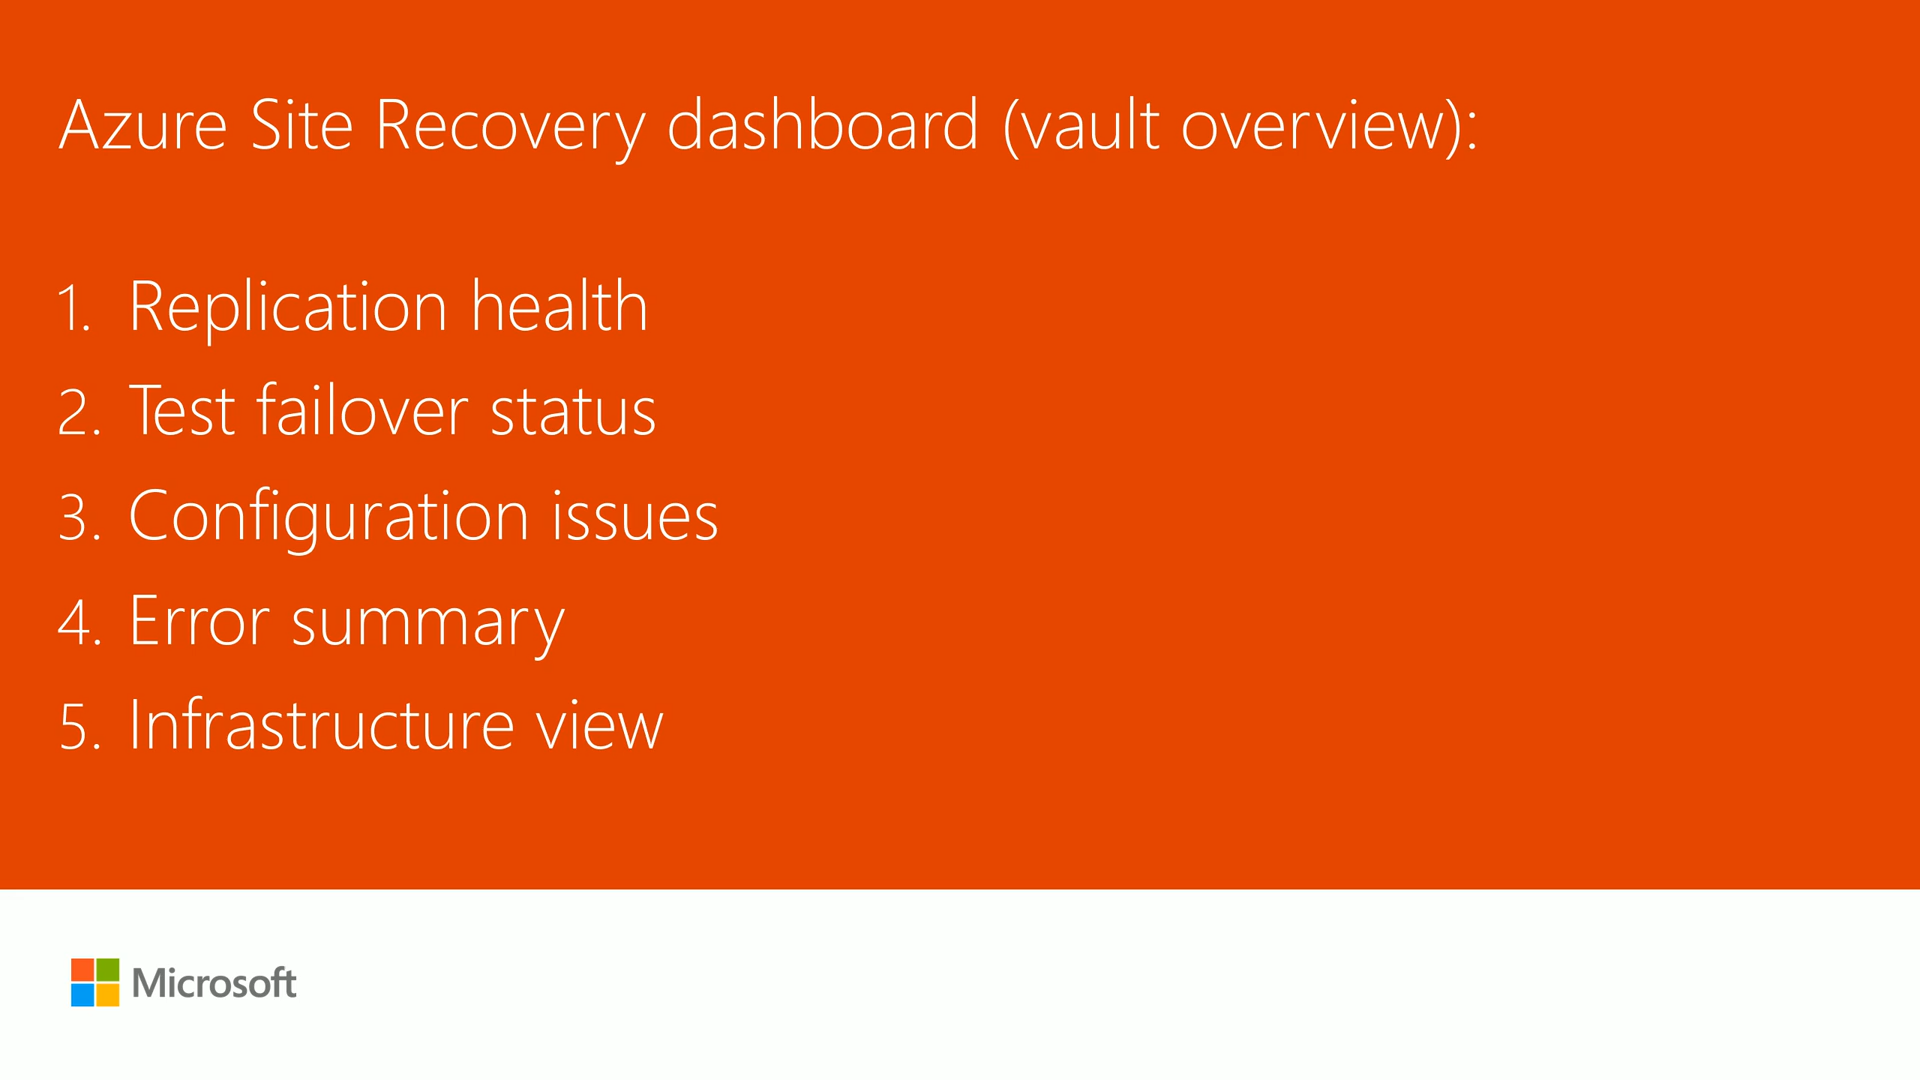 Azure Site Recovery dashboard (vault overview):
1. Replication health
2. Test failover status
3. Configuration issues
4. Error summary
5. Infrastructure view
Microsoft